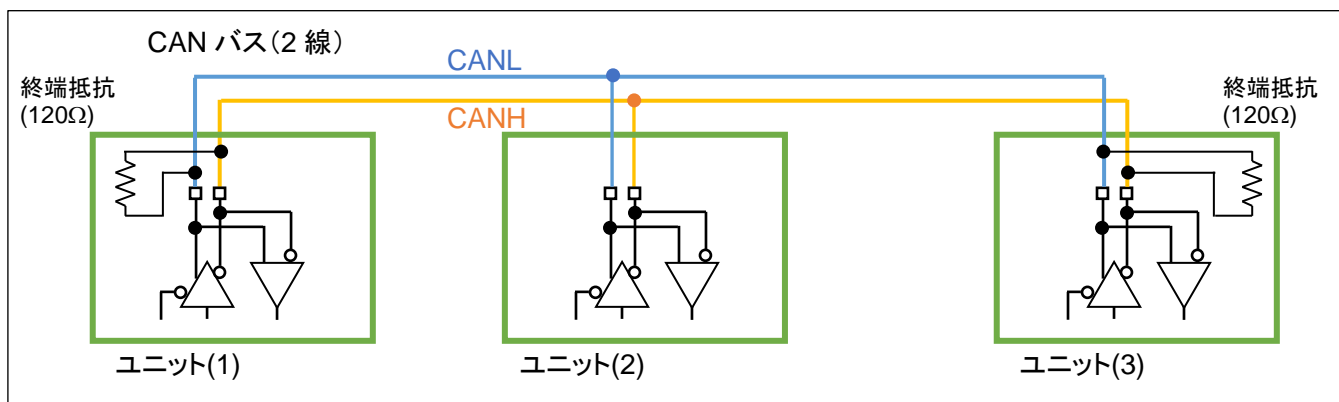 CAN バス(2 線)
CANL
終端抵抗
(120Ω)
終端抵抗
(120Ω)
CANH
ユニット(1)
ユニット(2)
ユニット(3)